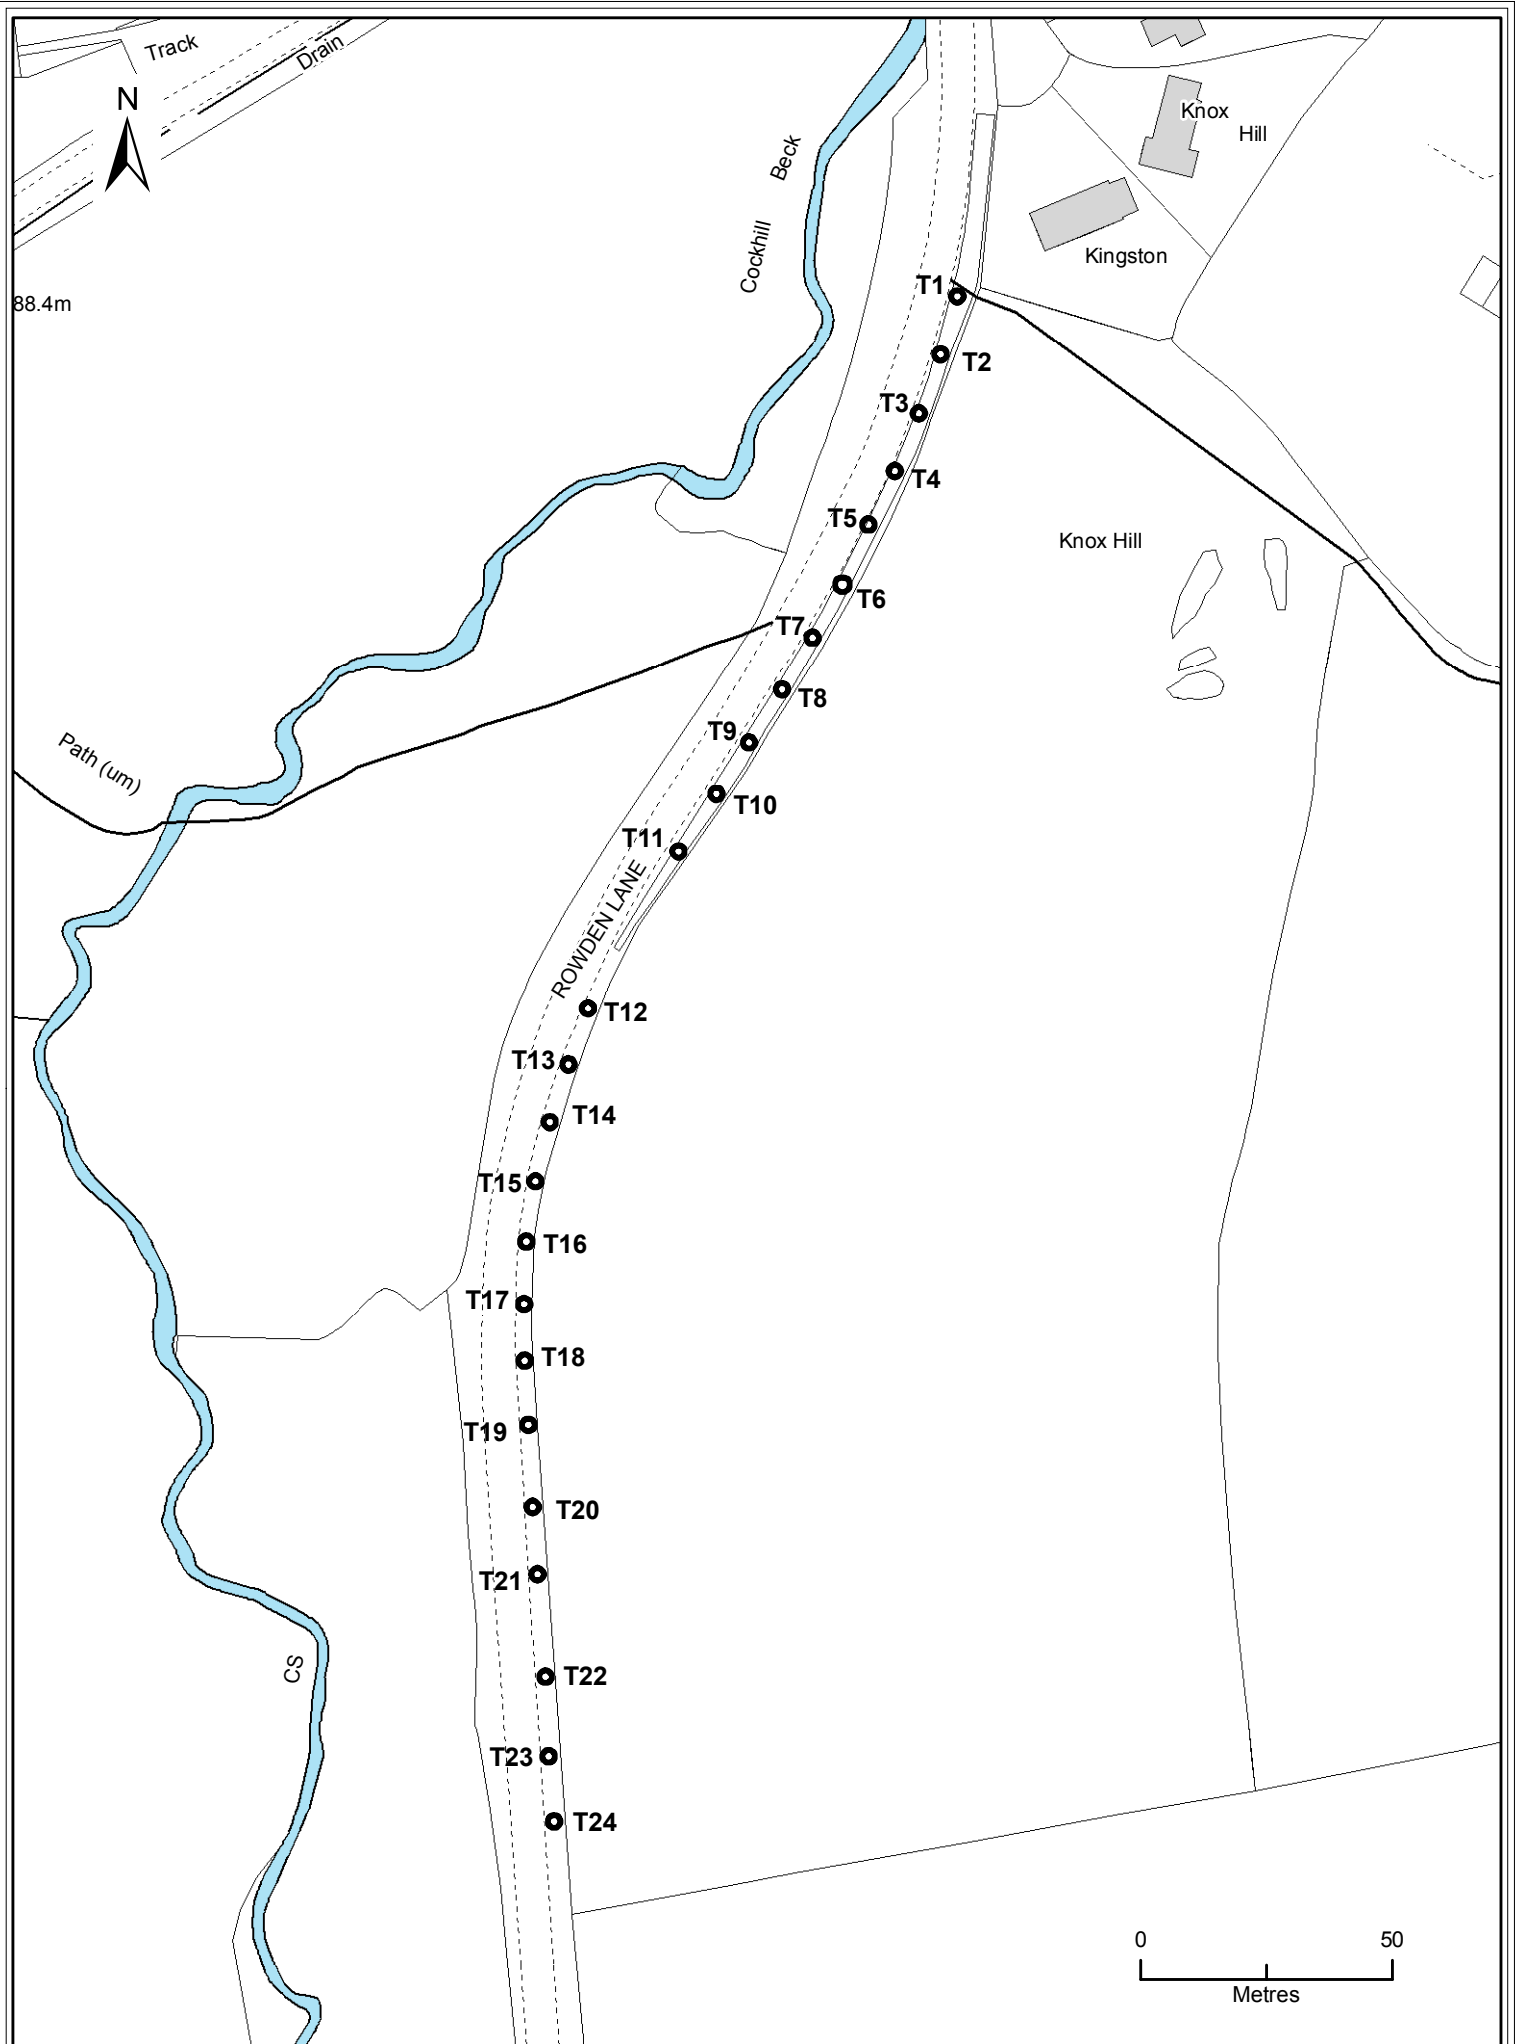 Track
Drain
N
Beck
Cockhill
Knox
Hill
Kingston
88.4m
T1
T2
T3
T4
T5
Knox Hill
T6
T7
T8
T9
Path (um)
T10
T11
ROWDEN LANE
T12
T13
T14
T15
T16
T17
T18
T19
T20
T21
CS
T22
T23
T24
0 50
Metres